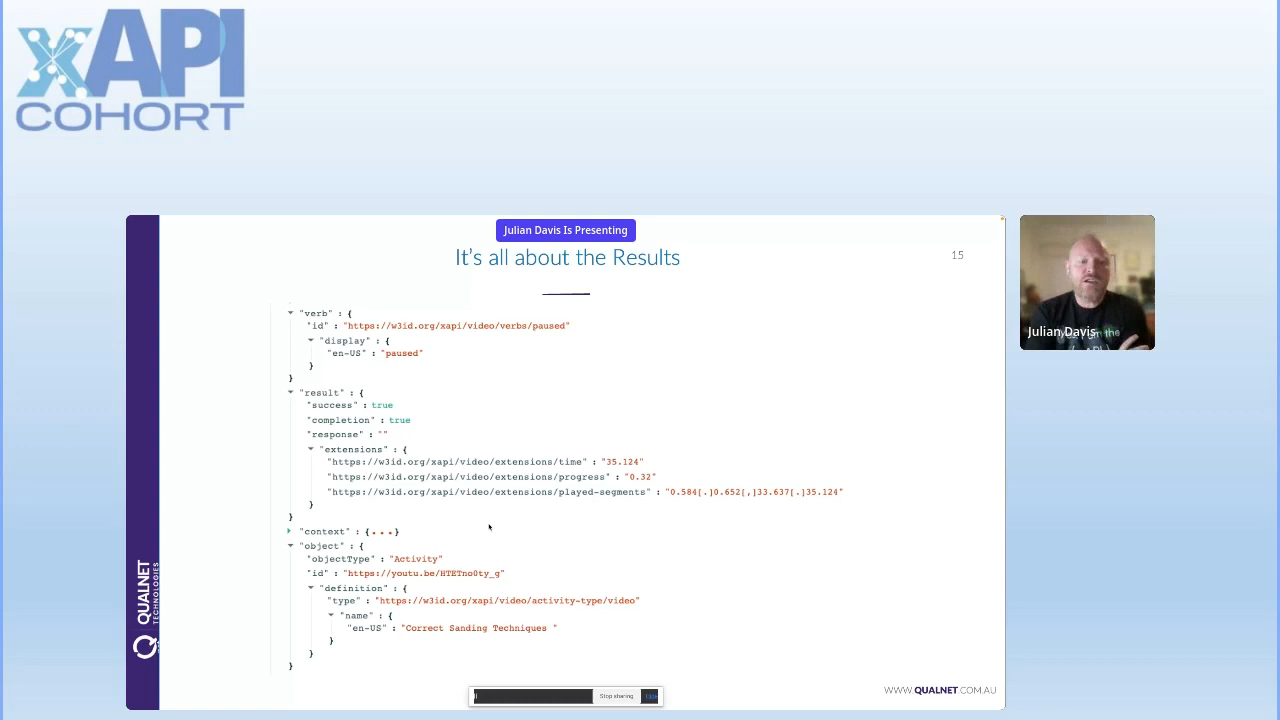 xAPI
COHORT
Julian Davis Is Presenting
It's all about the Results
15
"verb" : {
"id" : "https://w3id.org/xapi/video/verbs/paused"
"display" : {
"en-US" : "paused"
}
}
"result" : {
"success" : true
"completion" : true
"response" : ""
"extensions" : {
"https://w3id.org/xapi/video/extensions/time" : "35.124"
"https://w3id.org/xapi/video/extensions/progress" : "0.32"
"https://w3id.org/xapi/video/extensions/played-segments" : "0.584[.]0.652[,]33.637[.]35.124"
}
}
"context" : {...}
"object" : {
"objectType" : "Activity"
"id" : "https://youtu.be/HTETno0ty_g"
"definition" : {
"type" : "https://w3id.org/xapi/video/activity-type/video"
"name" : {
"en-US" : "Correct Sanding Techniques "
}
}
}
QUALNET
TECHNOLOGIES
Stop sharing
WWW.QUALNET.COM.AU
Julian Davis